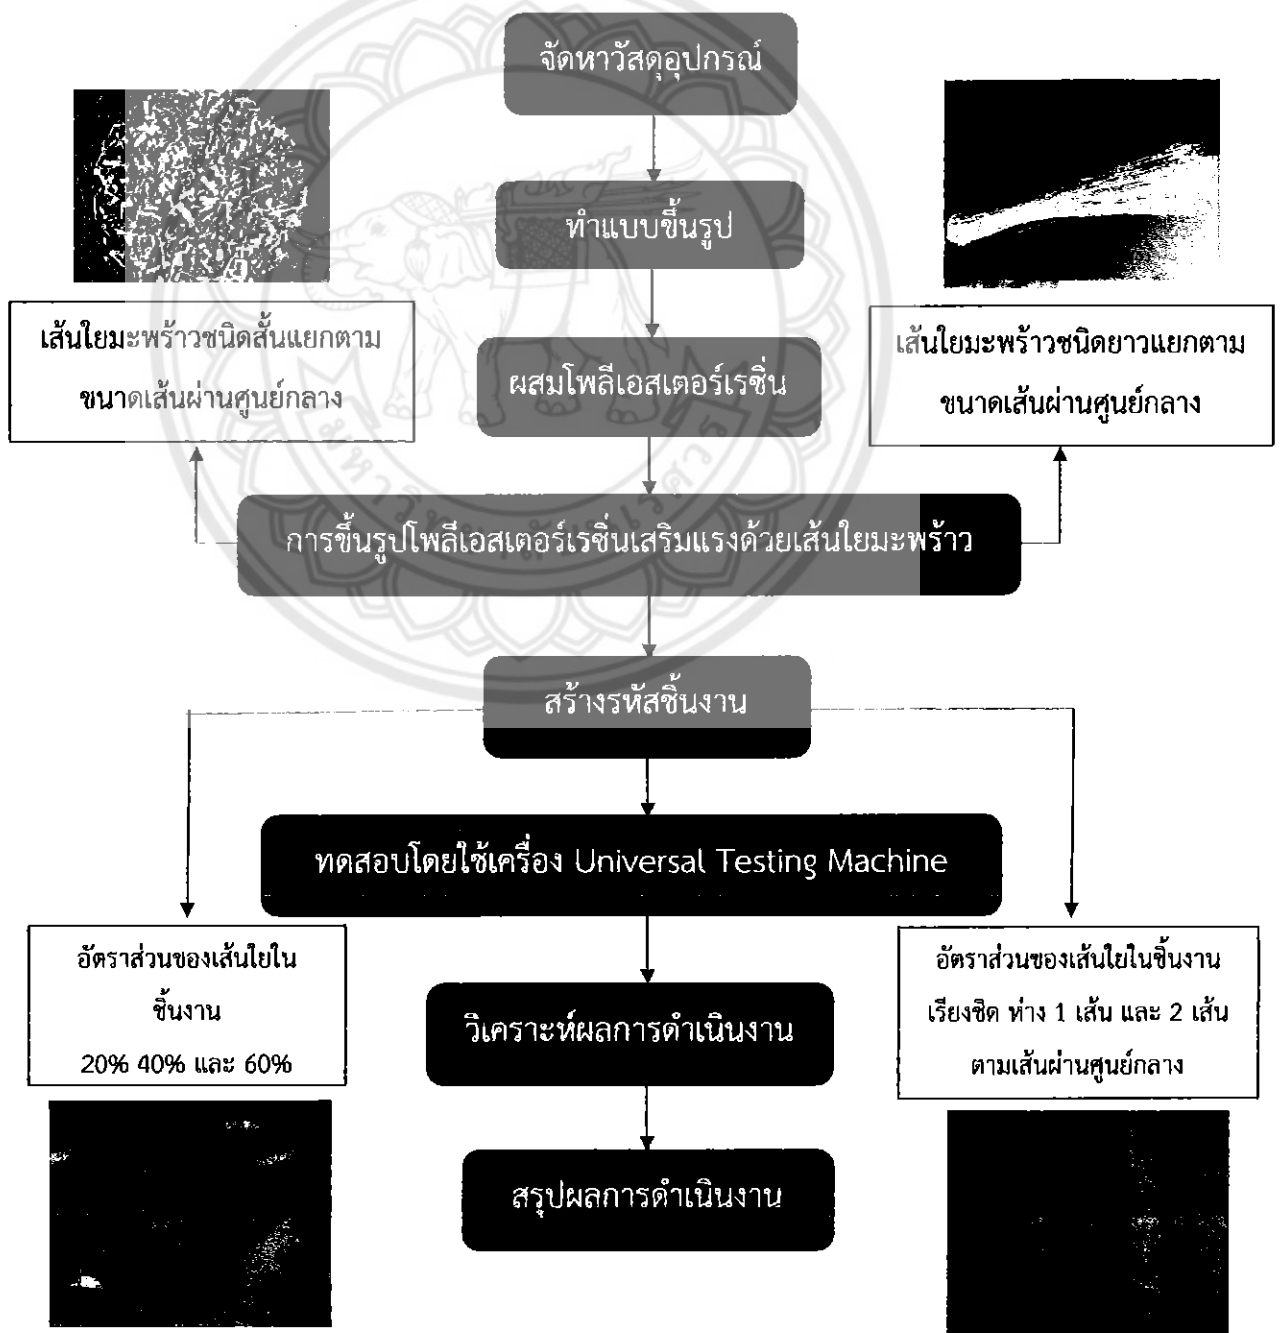 จัดหาวัสดุอุปกรณ์
ทำแบบขึ้นรูป
เส้นใยมะพร้าวชนิดสั้นแยกตาม
ขนาดเส้นผ่านศูนย์กลาง
ผสมโพลีเอสเตอร์เรซิ่น
เส้นใยมะพร้าวชนิดยาวแยกตาม
ขนาดเส้นผ่านศูนย์กลาง
มหาวิทยาลัยนเรศวร
การขึ้นรูปโพลีเอสเตอร์เรซิ่นเสริมแรงด้วยเส้นใยมะพร้าว
สร้างรหัสชิ้นงาน
ทดสอบโดยใช้เครื่อง Universal Testing Machine
อัตราส่วนของเส้นใยใน
ชิ้นงาน
20% 40% และ 60%
วิเคราะห์ผลการดำเนินงาน
อัตราส่วนของเส้นใยในชิ้นงาน
เรียงชิด ห่าง 1 เส้น และ 2 เส้น
ตามเส้นผ่านศูนย์กลาง
สรุปผลการดำเนินงาน